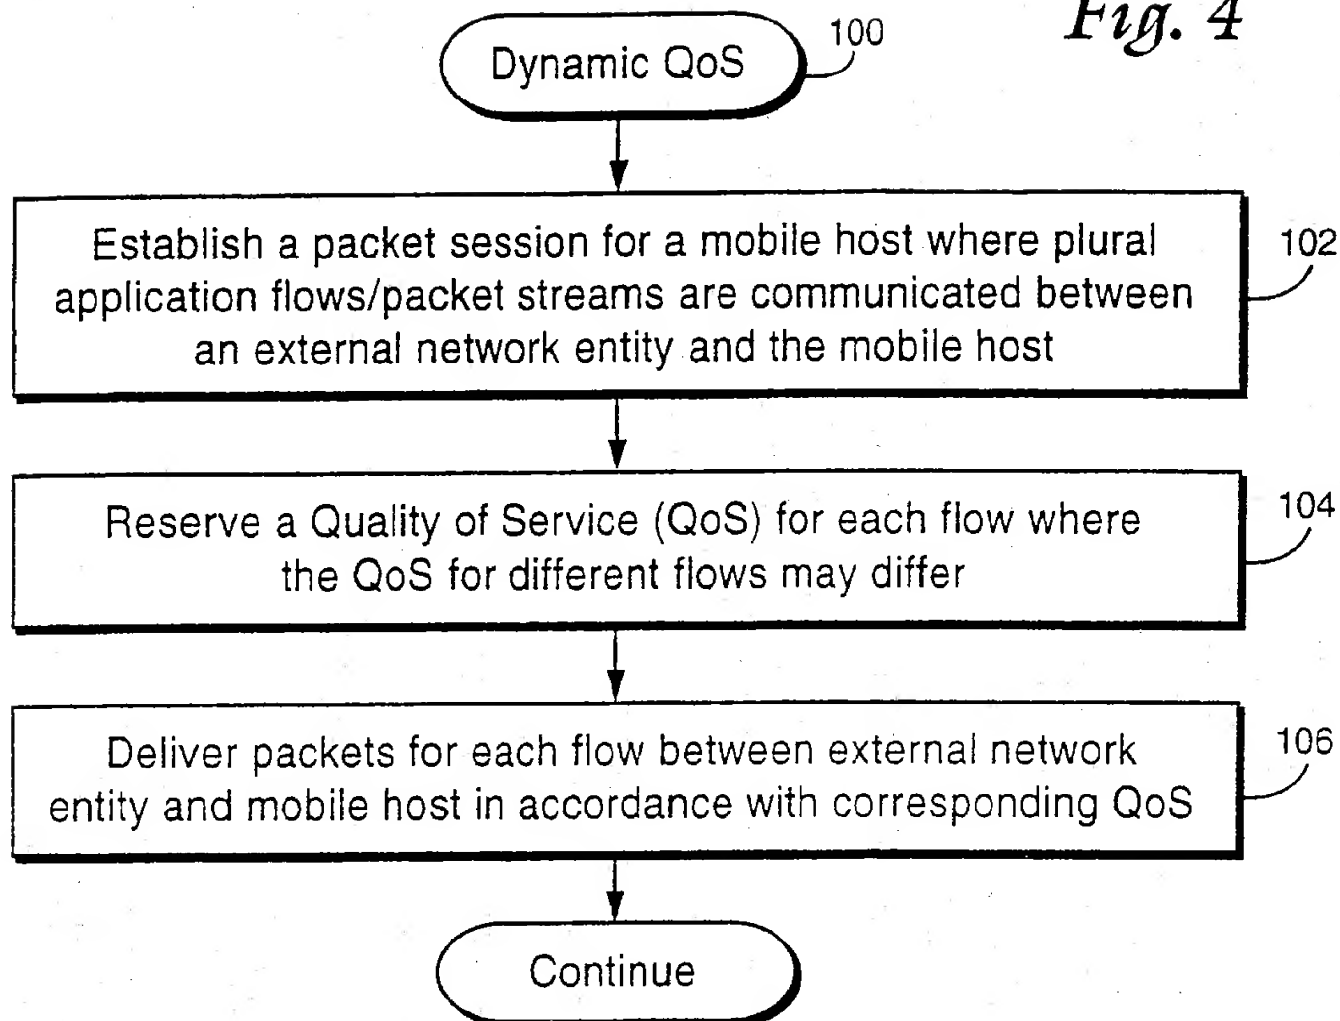 Fig. 4
Dynamic QoS
100
Establish a packet session for a mobile host where plural
application flows/packet streams are communicated between
an external network entity and the mobile host
102
Reserve a Quality of Service (QoS) for each flow where
the QoS for different flows may differ
104
Deliver packets for each flow between external network
entity and mobile host in accordance with corresponding QoS
106
Continue